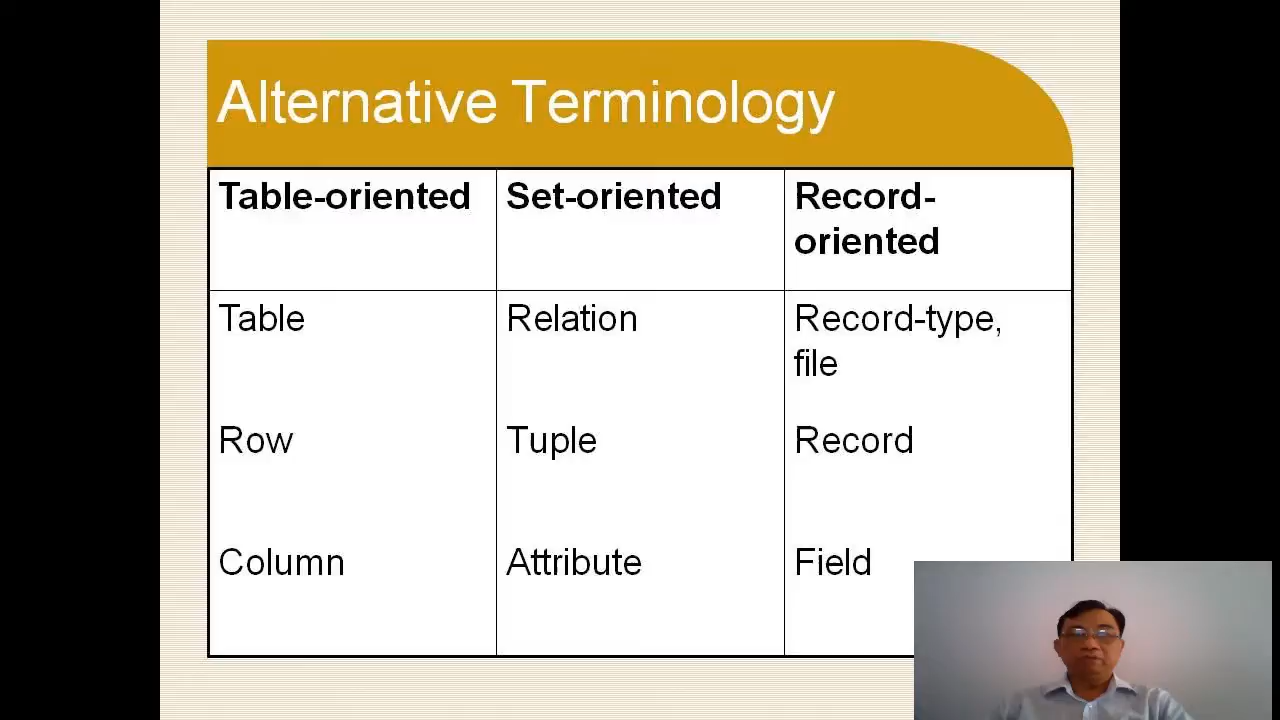 Alternative Terminology
Table-oriented
Set-oriented
Record-
oriented
Table
Relation
Record-type,
file
Row
Tuple
Record
Column
Attribute
Field